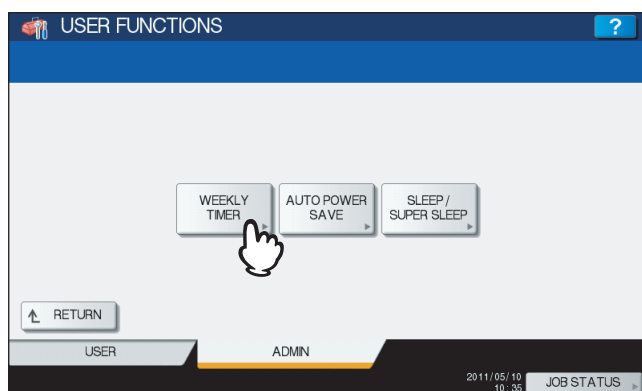 USER FUNCTIONS
?
WEEKLY
TIMER
AUTO POWER
SAVE
SLEEP /
SUPER SLEEP
RETURN
USER
ADMIN
2011/05/10
10:35
JOB STATUS